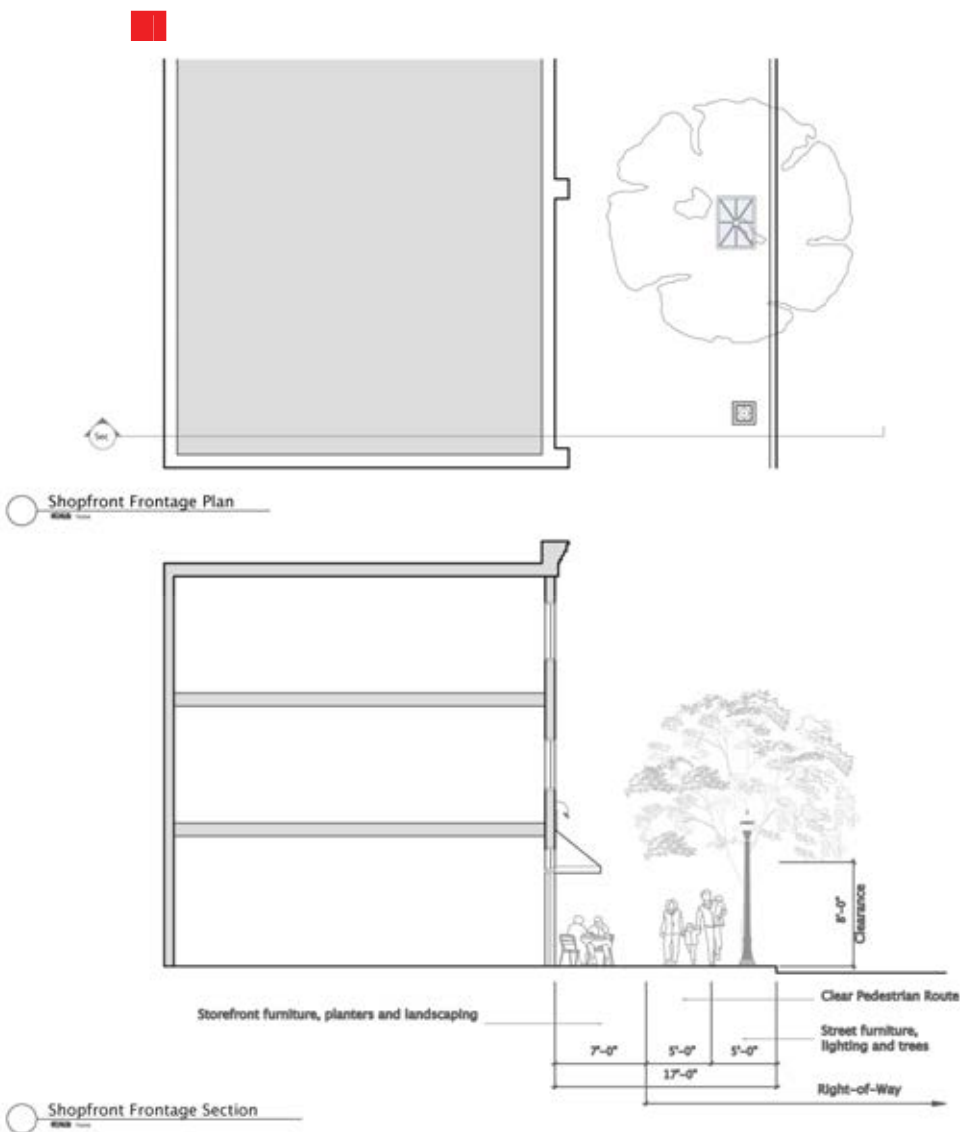 Sec
Shopfront Frontage Plan
8'-0"
Clearance
Storefront furniture, planters and landscaping
Clear Pedestrian Route
Street furniture,
lighting and trees
7'-0"
5'-0"
5'-0"
17'-0"
Right-of-Way
Shopfront Frontage Section